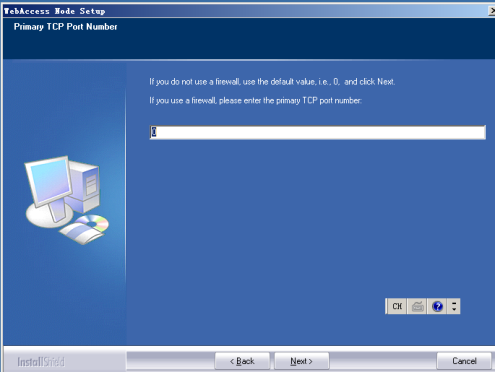 WebAccess Node Setup
Primary TCP Port Number
If you do not use a firewall, use the default value, i.e., 0, and click Next.
If you use a firewall, please enter the primary TCP port number:
0
CH
InstallShield
< Back
Next >
Cancel